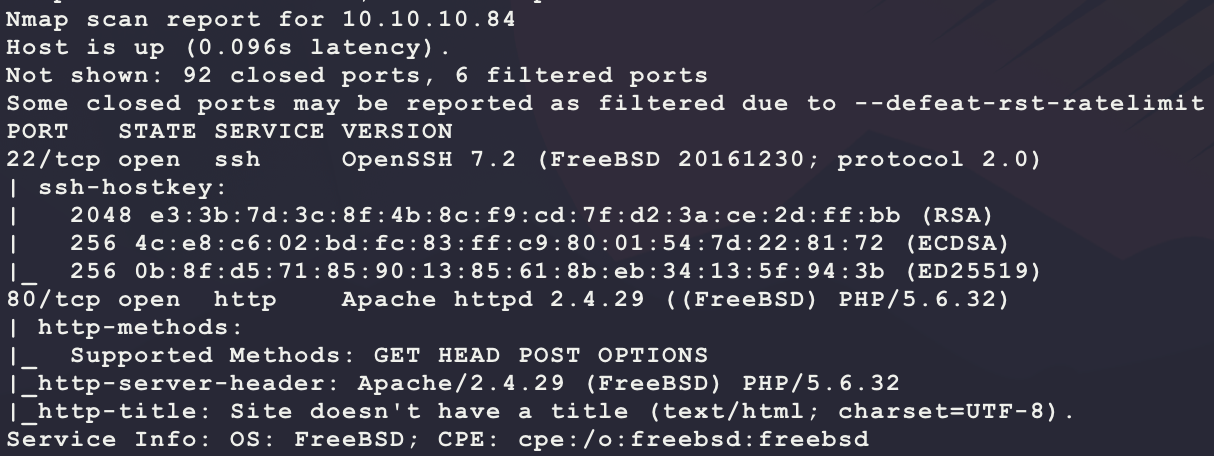 Nmap scan report for 10.10.10.84
Host is up (0.096s latency).
Not shown: 92 closed ports, 6 filtered ports
Some closed ports may be reported as filtered due to --defeat-rst-ratelimit
PORT   STATE SERVICE VERSION
22/tcp open  ssh     OpenSSH 7.2 (FreeBSD 20161230; protocol 2.0)
| ssh-hostkey:
|   2048 e3:3b:7d:3c:8f:4b:8c:f9:cd:7f:d2:3a:ce:2d:ff:bb (RSA)
|   256 4c:e8:c6:02:bd:fc:83:ff:c9:80:01:54:7d:22:81:72 (ECDSA)
|_  256 0b:8f:d5:71:85:90:13:85:61:8b:eb:34:13:5f:94:3b (ED25519)
80/tcp open  http    Apache httpd 2.4.29 ((FreeBSD) PHP/5.6.32)
| http-methods:
|_  Supported Methods: GET HEAD POST OPTIONS
|_http-server-header: Apache/2.4.29 (FreeBSD) PHP/5.6.32
|_http-title: Site doesn't have a title (text/html; charset=UTF-8).
Service Info: OS: FreeBSD; CPE: cpe:/o:freebsd:freebsd